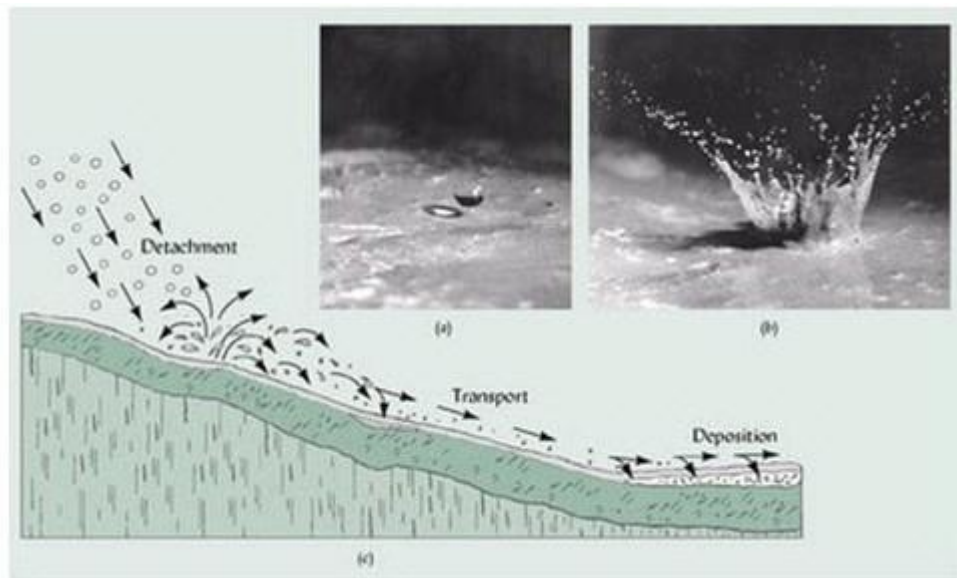 Detachment
(a)
(b)
Transport
Deposition
(c)